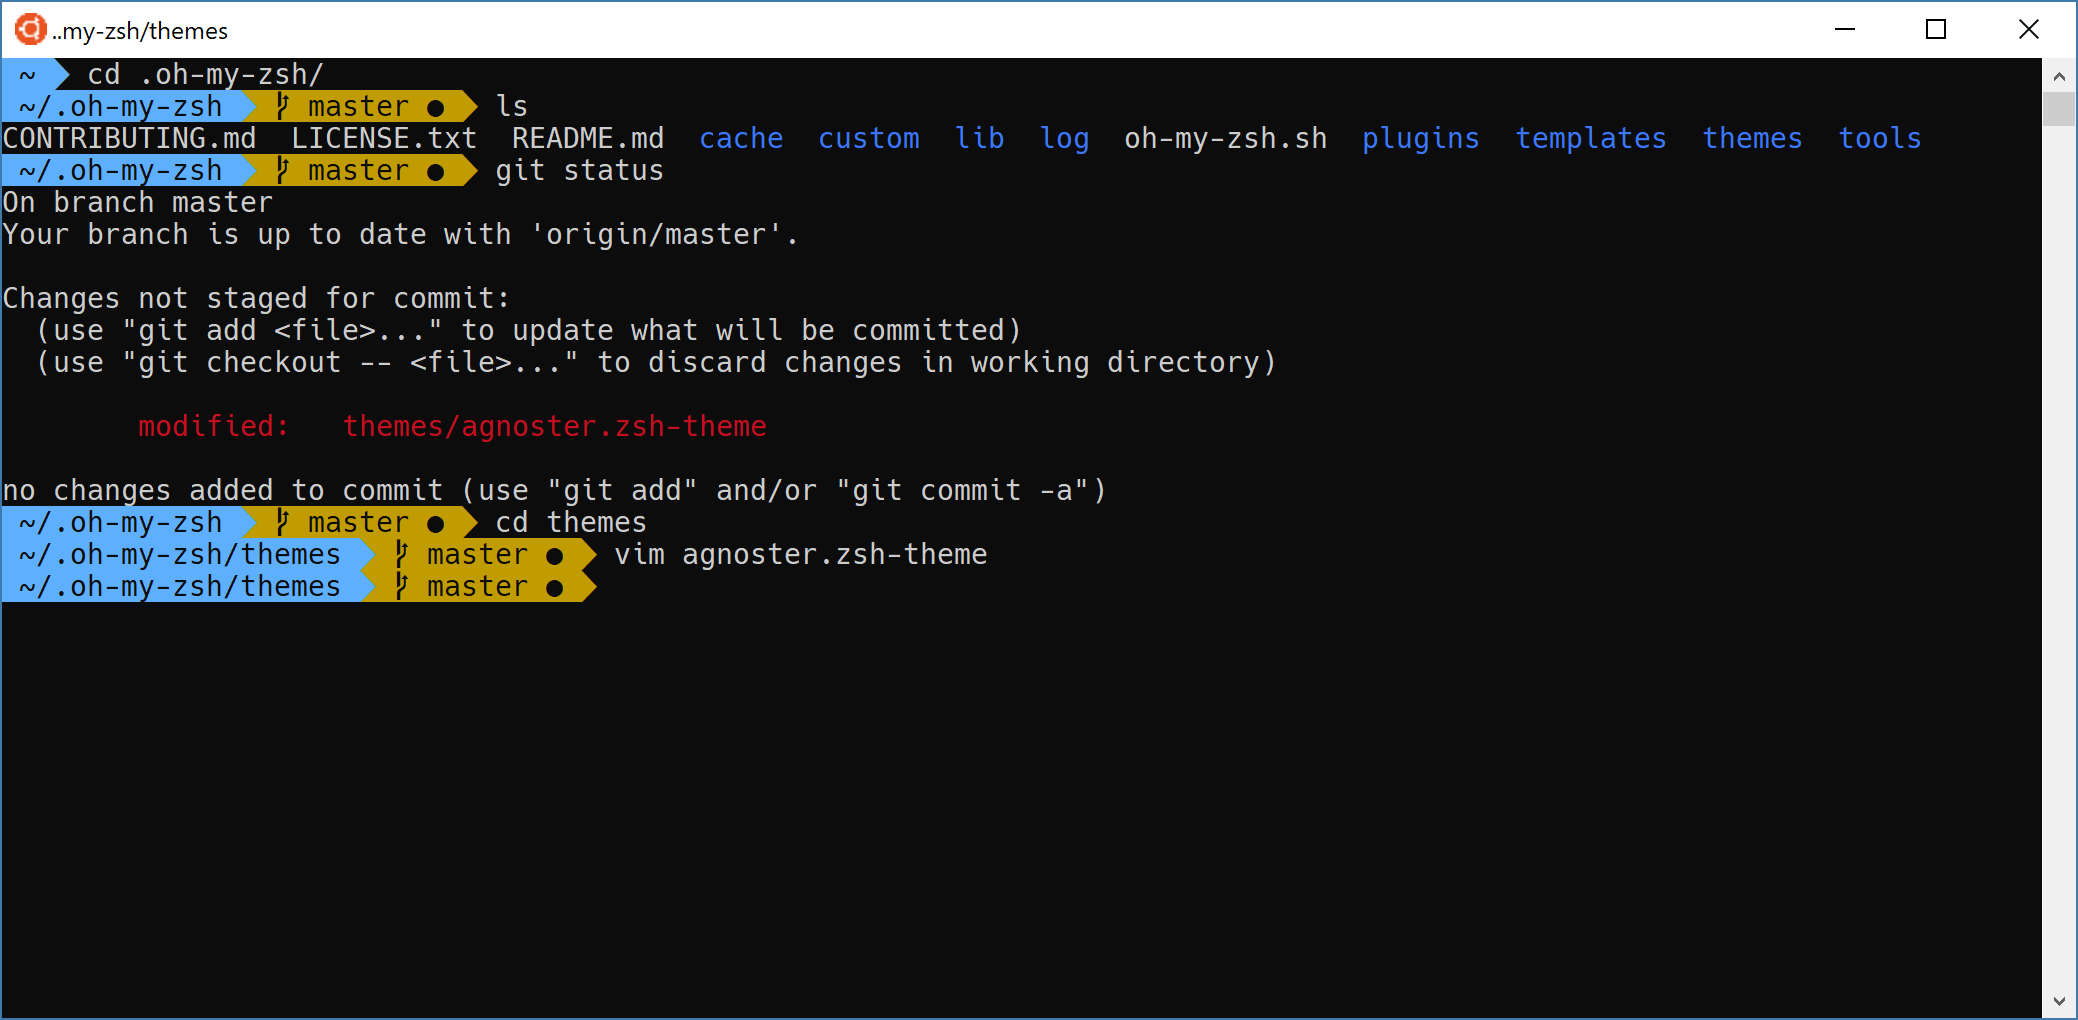 ..my-zsh/themes
~ cd .oh-my-zsh/
~/.oh-my-zsh master ● ls
CONTRIBUTING.md LICENSE.txt README.md cache custom lib log oh-my-zsh.sh plugins templates themes tools
~/.oh-my-zsh master ● git status
On branch master
Your branch is up to date with 'origin/master'.
Changes not staged for commit:
(use "git add <file>..." to update what will be committed)
(use "git checkout -- <file>..." to discard changes in working directory)
modified: themes/agnoster.zsh-theme
no changes added to commit (use "git add" and/or "git commit -a")
~/.oh-my-zsh master ● cd themes
~/.oh-my-zsh/themes master ● vim agnoster.zsh-theme
~/.oh-my-zsh/themes master ●